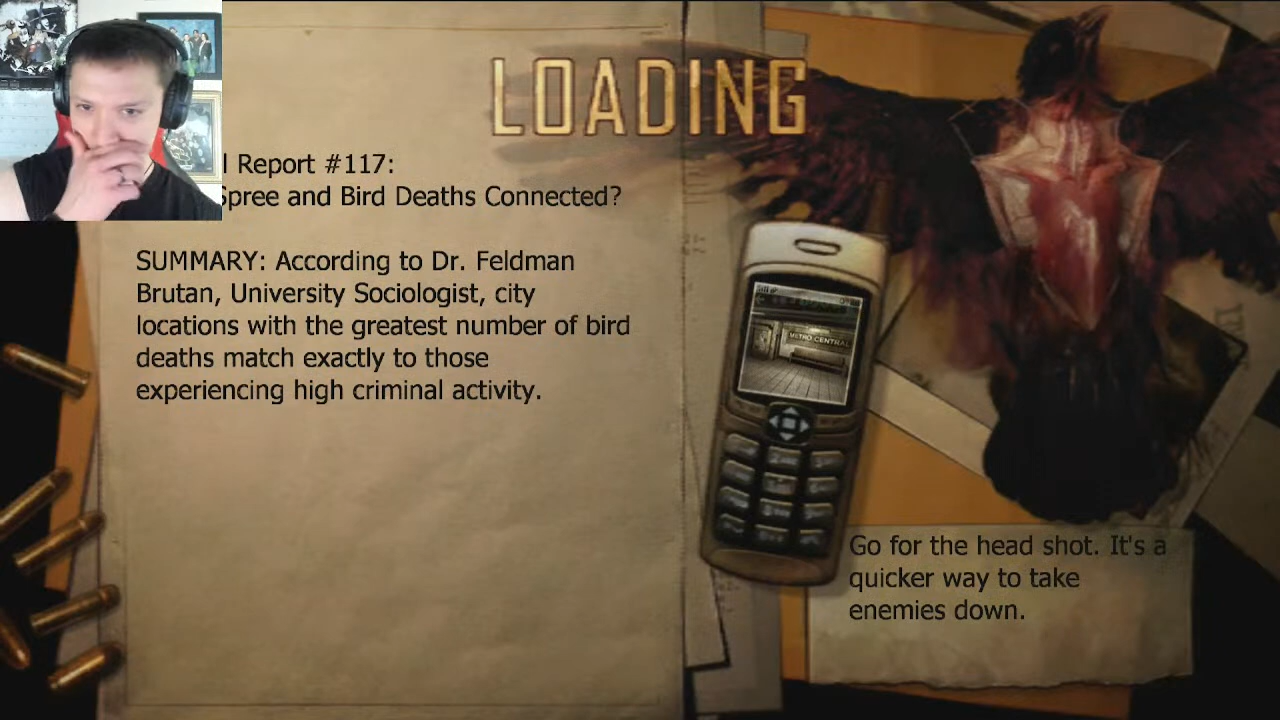 LOADING
l Report #117:
Spree and Bird Deaths Connected?
SUMMARY: According to Dr. Feldman
Brutan, University Sociologist, city
locations with the greatest number of bird
deaths match exactly to those
experiencing high criminal activity.
METRO CENTRAL
Go for the head shot. It's a
quicker way to take
enemies down.